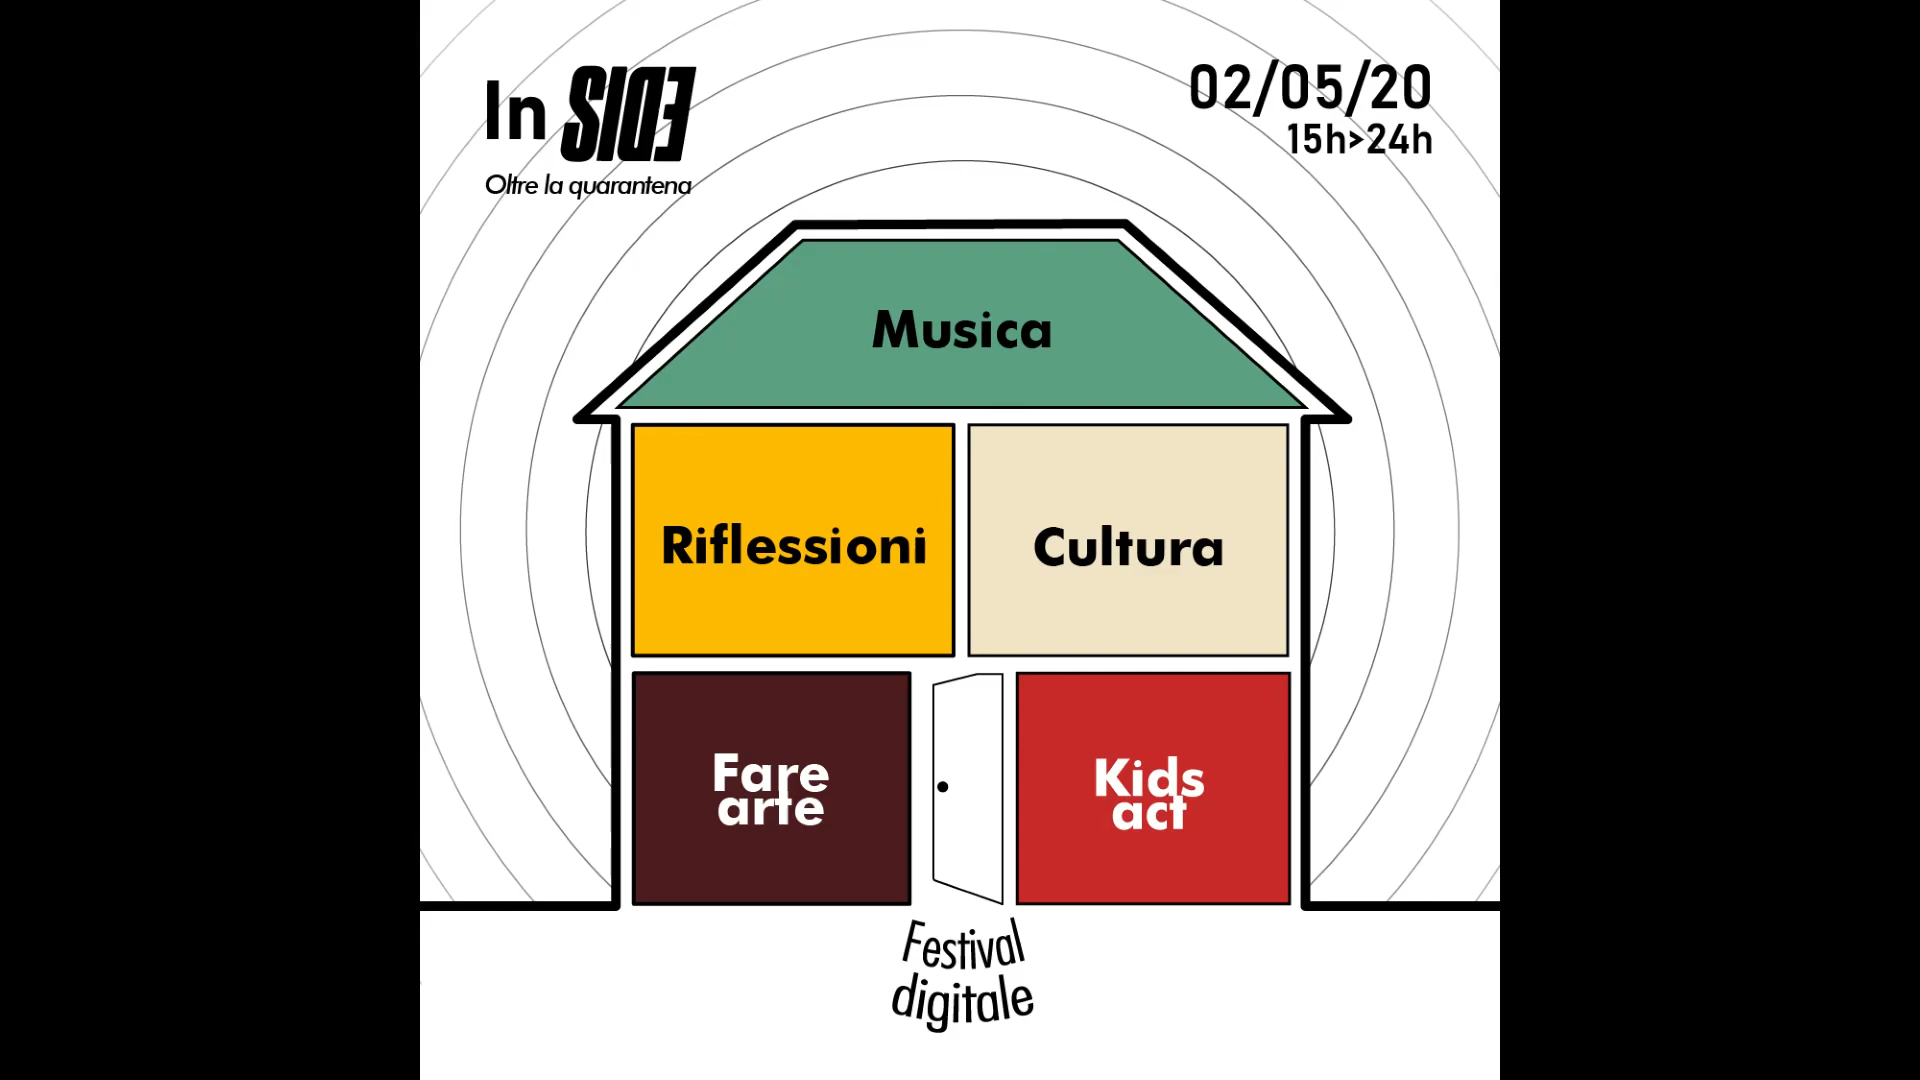 In SIDE
Oltre la quarantena
02/05/20
15h>24h
Musica
Riflessioni
Cultura
Fare
arte
Kids
act
Festival
digitale